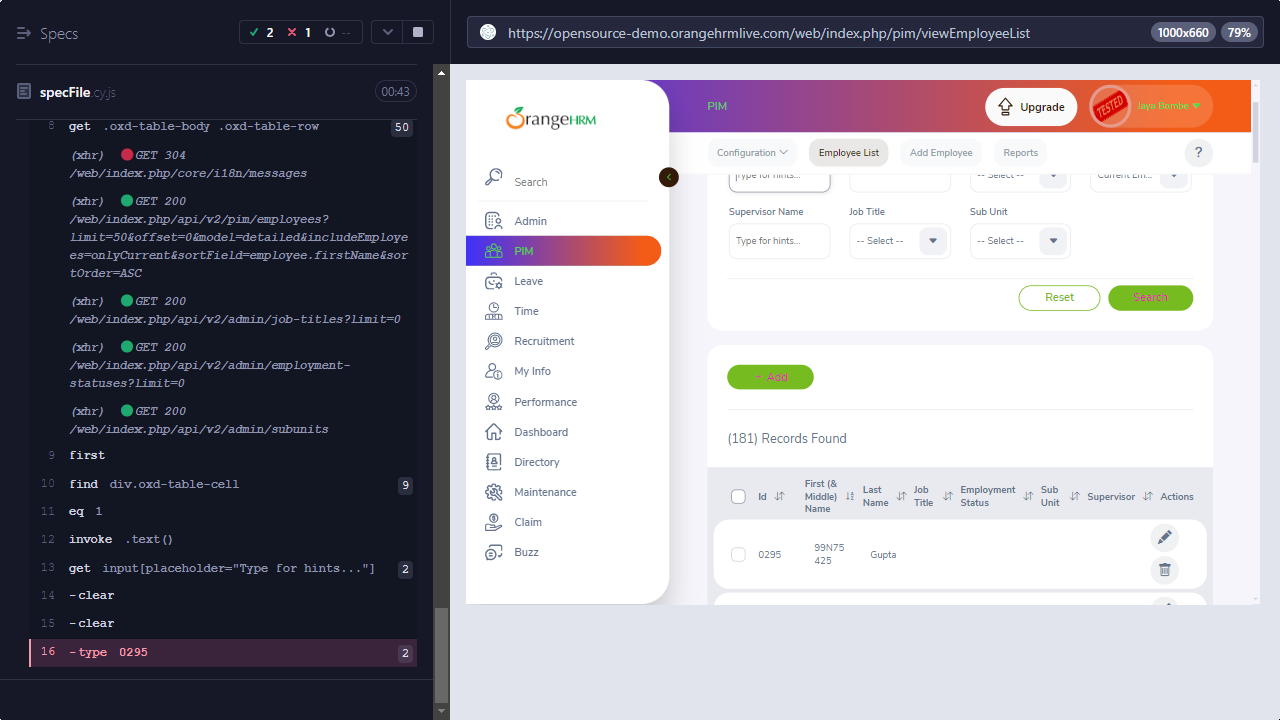 Specs
2
1
--
https://opensource-demo.orangehrmlive.com/web/index.php/pim/viewEmployeeList
1000x660
79%
specFile.cy.js
00:43
8 get .oxd-table-body .oxd-table-row 50
(xhr) GET 304
/web/index.php/core/i18n/messages
(xhr) GET 200
/web/index.php/api/v2/pim/employees?
limit=50&offset=0&model=detailed&includeEmploye
es=onlyCurrent&sortField=employee.firstName&sor
tOrder=ASC
(xhr) GET 200
/web/index.php/api/v2/admin/job-titles?limit=0
(xhr) GET 200
/web/index.php/api/v2/admin/employment-
statuses?limit=0
(xhr) GET 200
/web/index.php/api/v2/admin/subunits
9 first
10 find div.oxd-table-cell 9
11 eq 1
12 invoke .text()
13 get input[placeholder="Type for hints..."] 2
14 -clear
15 -clear
16 -type 0295 2
OrangeHRM
Search
Admin
PIM
Leave
Time
Recruitment
My Info
Performance
Dashboard
Directory
Maintenance
Claim
Buzz
PIM
Upgrade
TESTED
Jaya Bombe
Configuration
Employee List
Add Employee
Reports
?
Type for hints...
-- Select --
Current Em...
Supervisor Name
Job Title
Sub Unit
Type for hints...
-- Select --
-- Select --
Reset
Search
+ Add
(181) Records Found
Id
First (& Middle) Name
Last Name
Job Title
Employment Status
Sub Unit
Supervisor
Actions
0295
99N75
425
Gupta